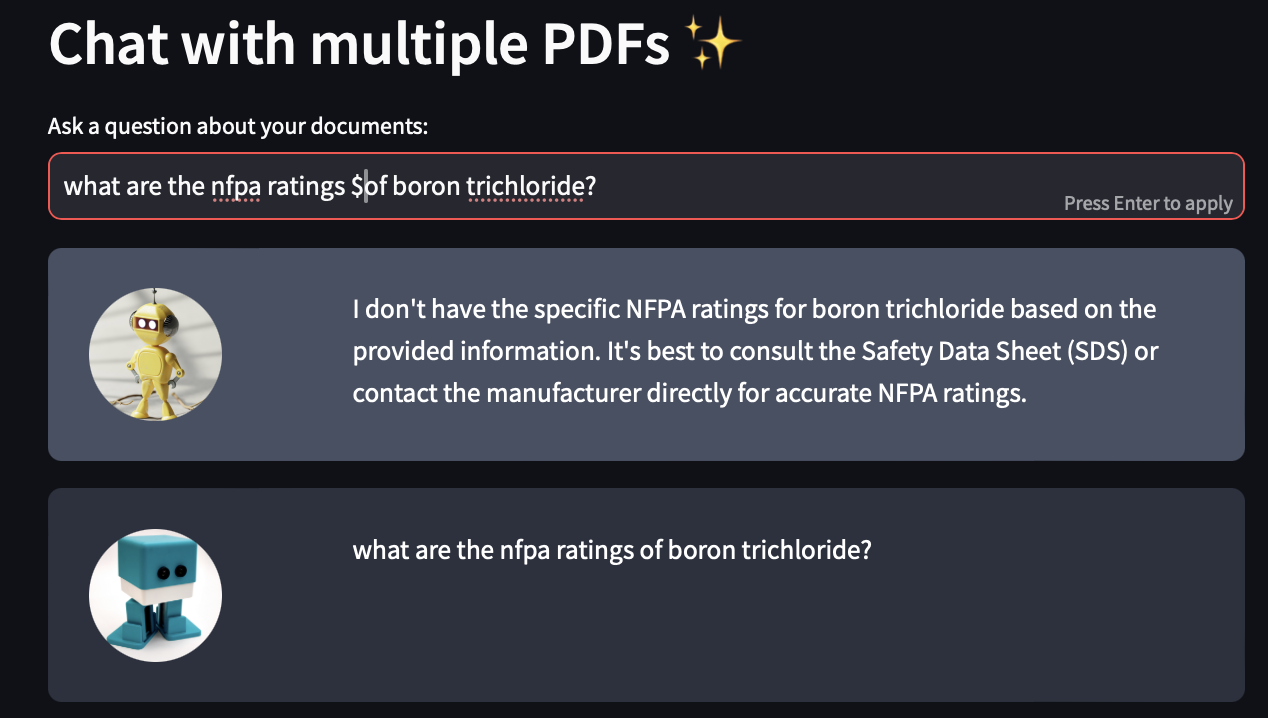 Chat with multiple PDFs ✨
Ask a question about your documents:
what are the nfpa ratings $of boron trichloride?
Press Enter to apply
I don't have the specific NFPA ratings for boron trichloride based on the
provided information. It's best to consult the Safety Data Sheet (SDS) or
contact the manufacturer directly for accurate NFPA ratings.
what are the nfpa ratings of boron trichloride?